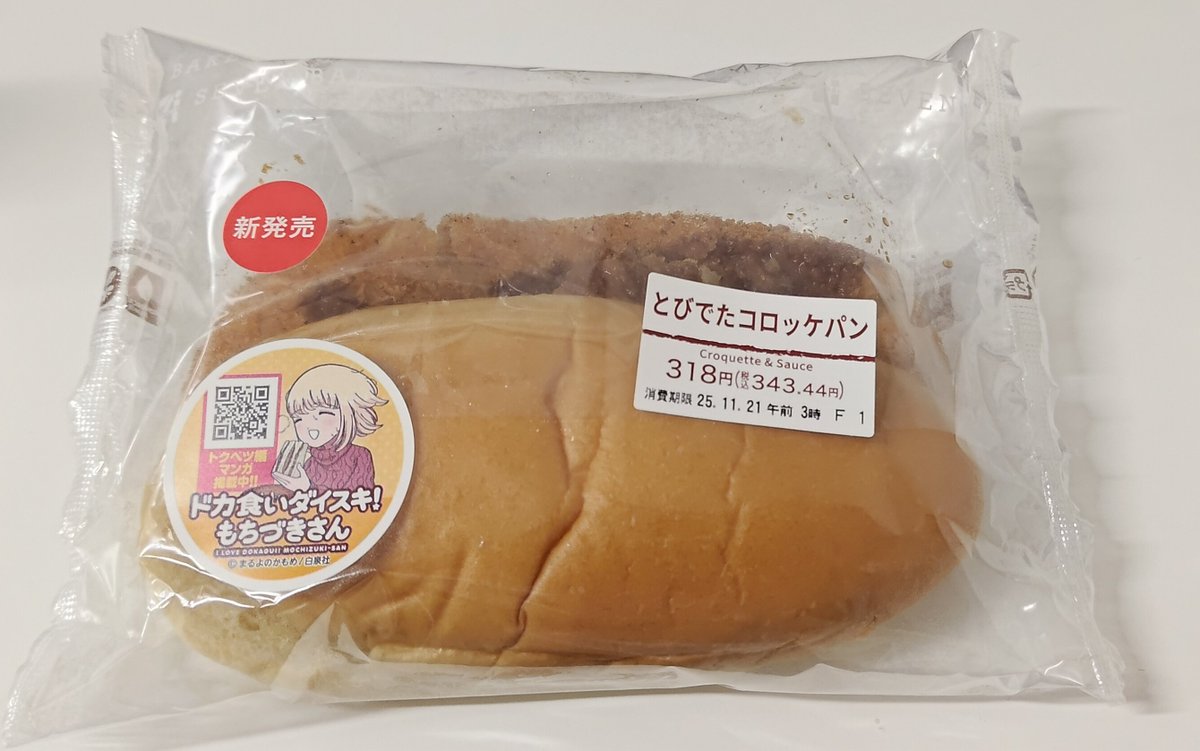 新発売
とびでたコロッケパン
Croquette & Sauce
318円(税込343.44円)
消費期限 25.11.21午前 3時 F 1
トクベツ編
マンガ
掲載中!!
ドカ食いダイスキ!
もちづきさん
I LOVE DOKAGUI! MOCHIZUKI-SAN
©まるよのかもめ/白泉社